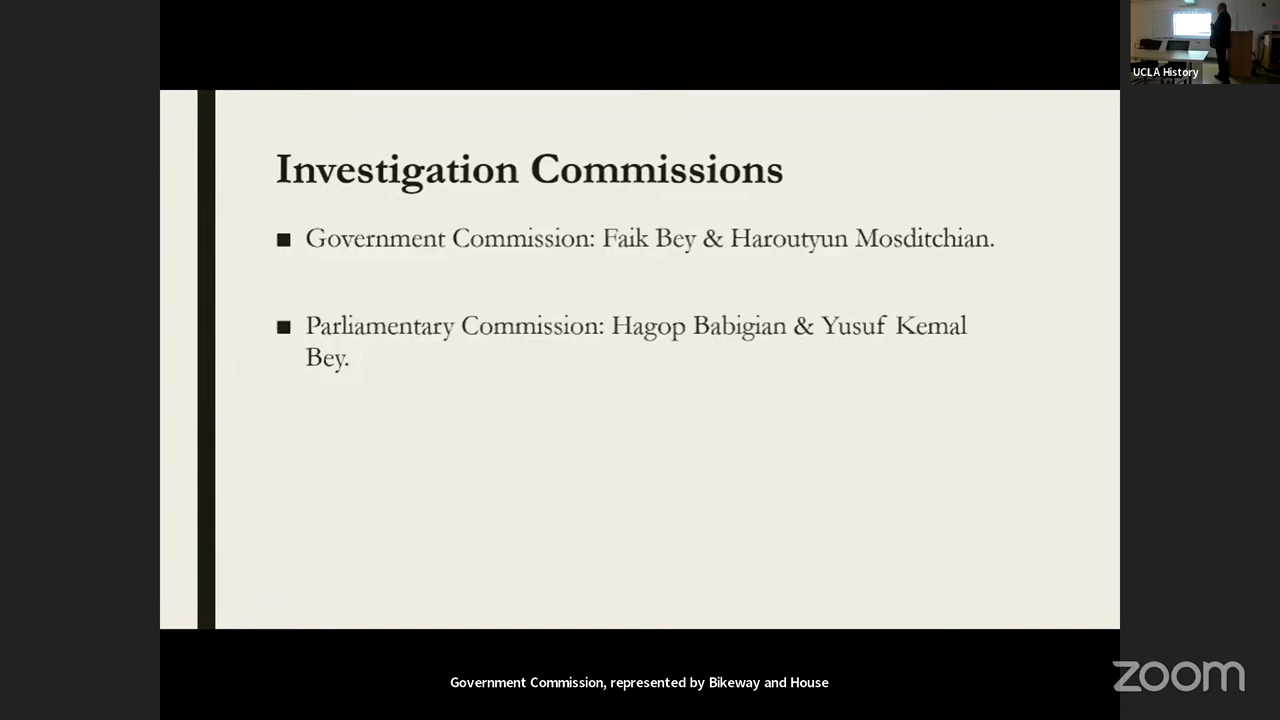 UCLA History
Investigation Commissions
■ Government Commission: Faik Bey & Haroutyun Mosditchian.
■ Parliamentary Commission: Hagop Babigian & Yusuf Kemal
Bey.
Government Commission, represented by Bikeway and House
zoom